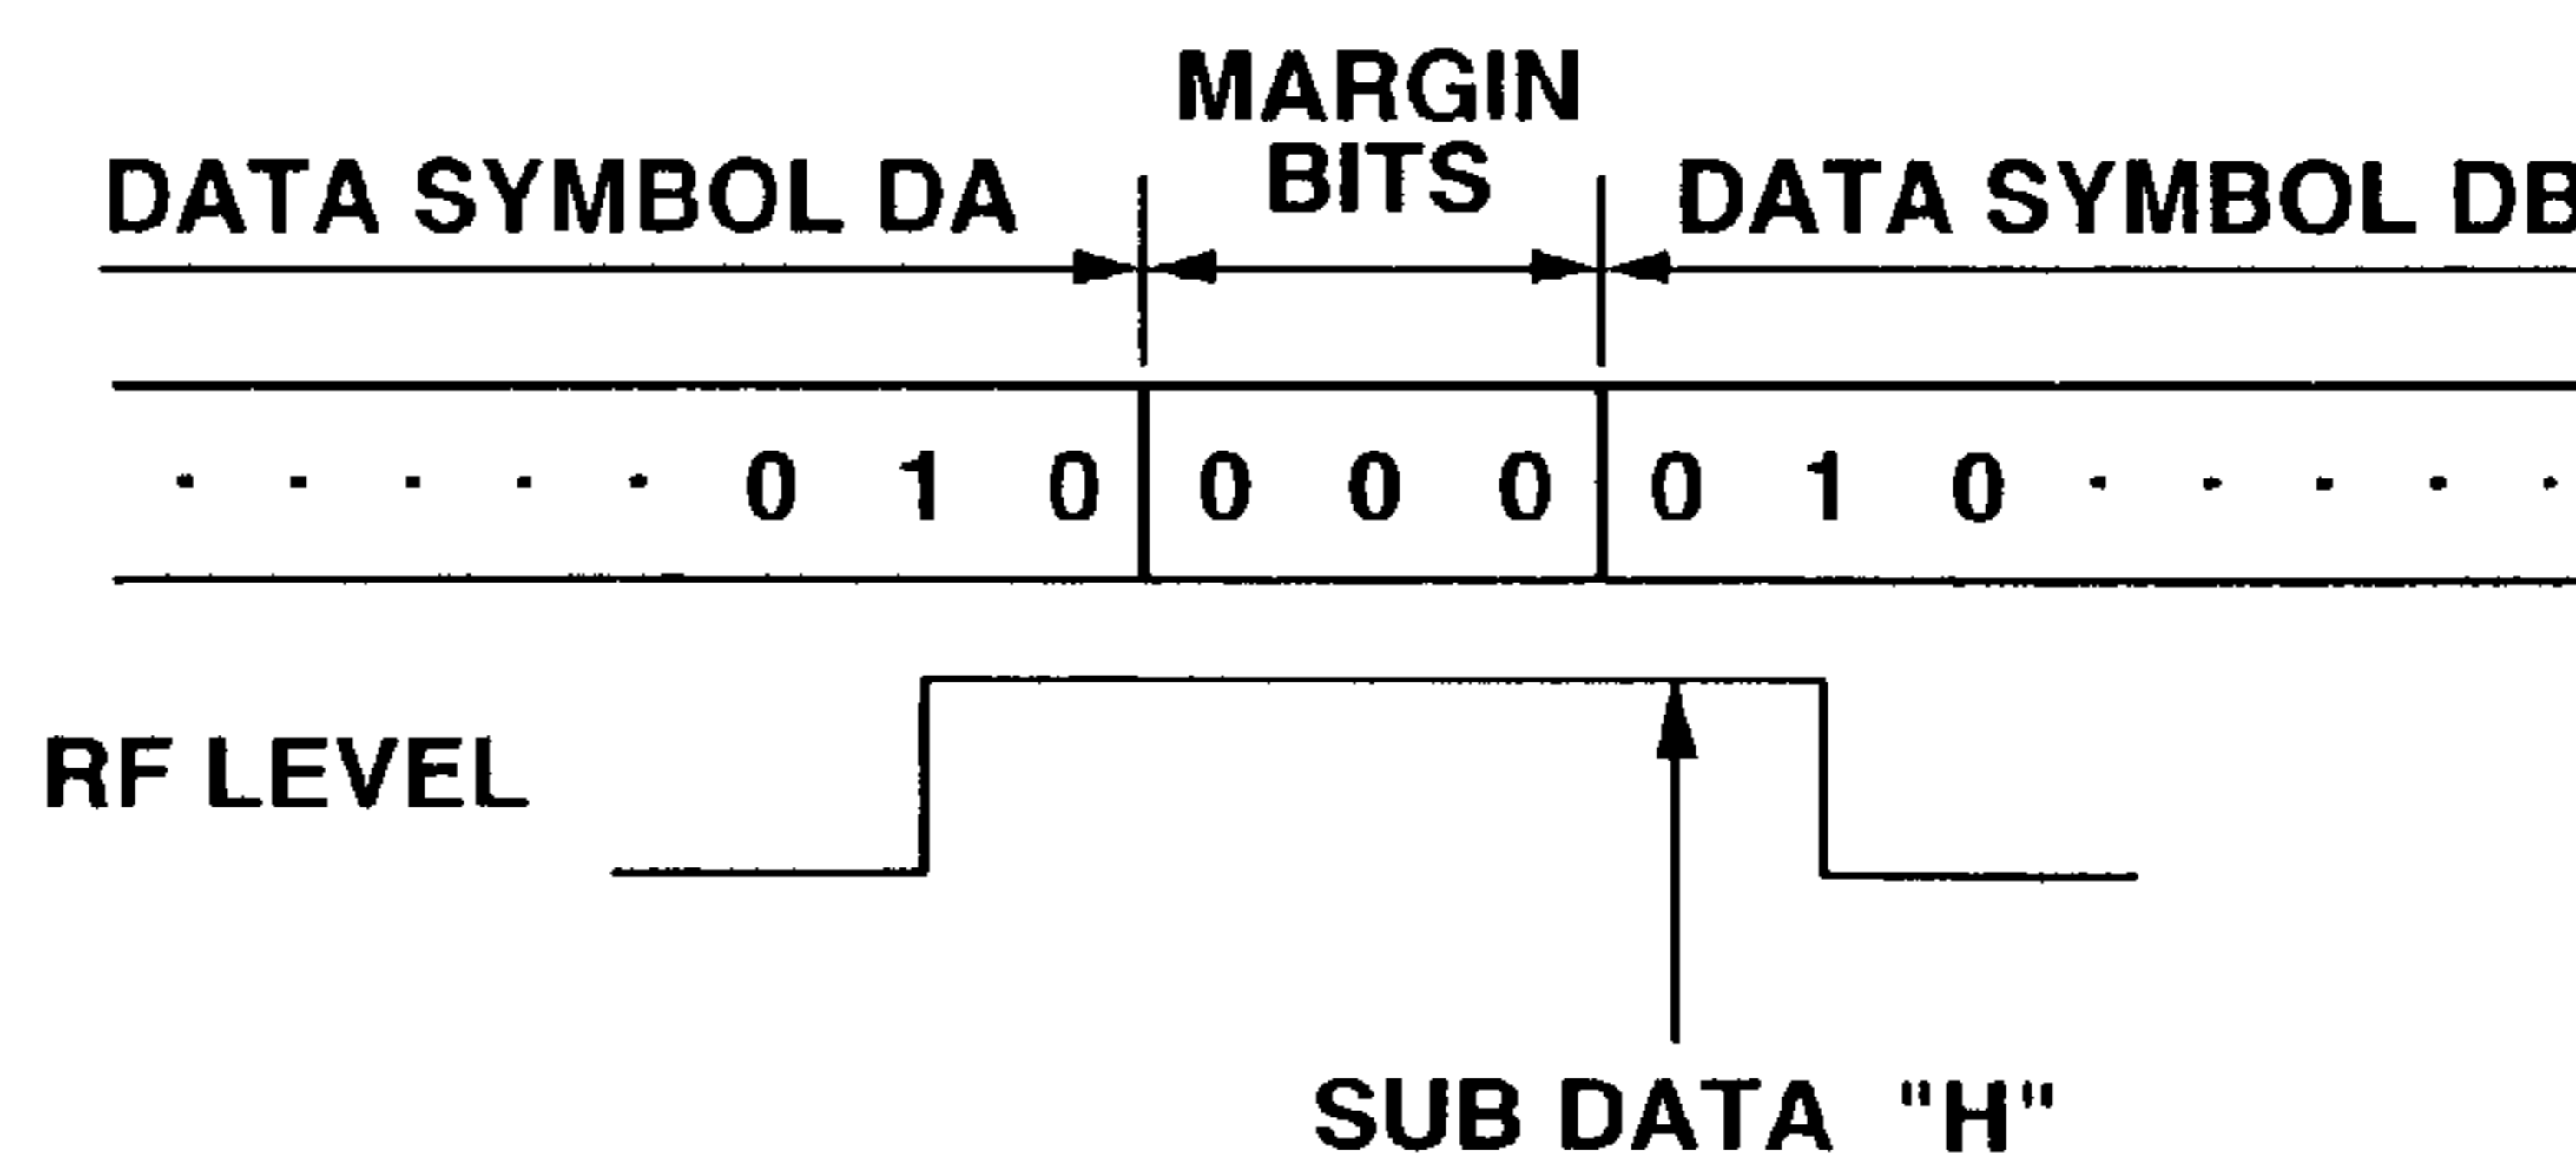 MARGIN
BITS
DATA SYMBOL DA
DATA SYMBOL DB
· · · · · 0 1 0 0 0 0 0 1 0 · · · · ·
RF LEVEL
SUB DATA "H"